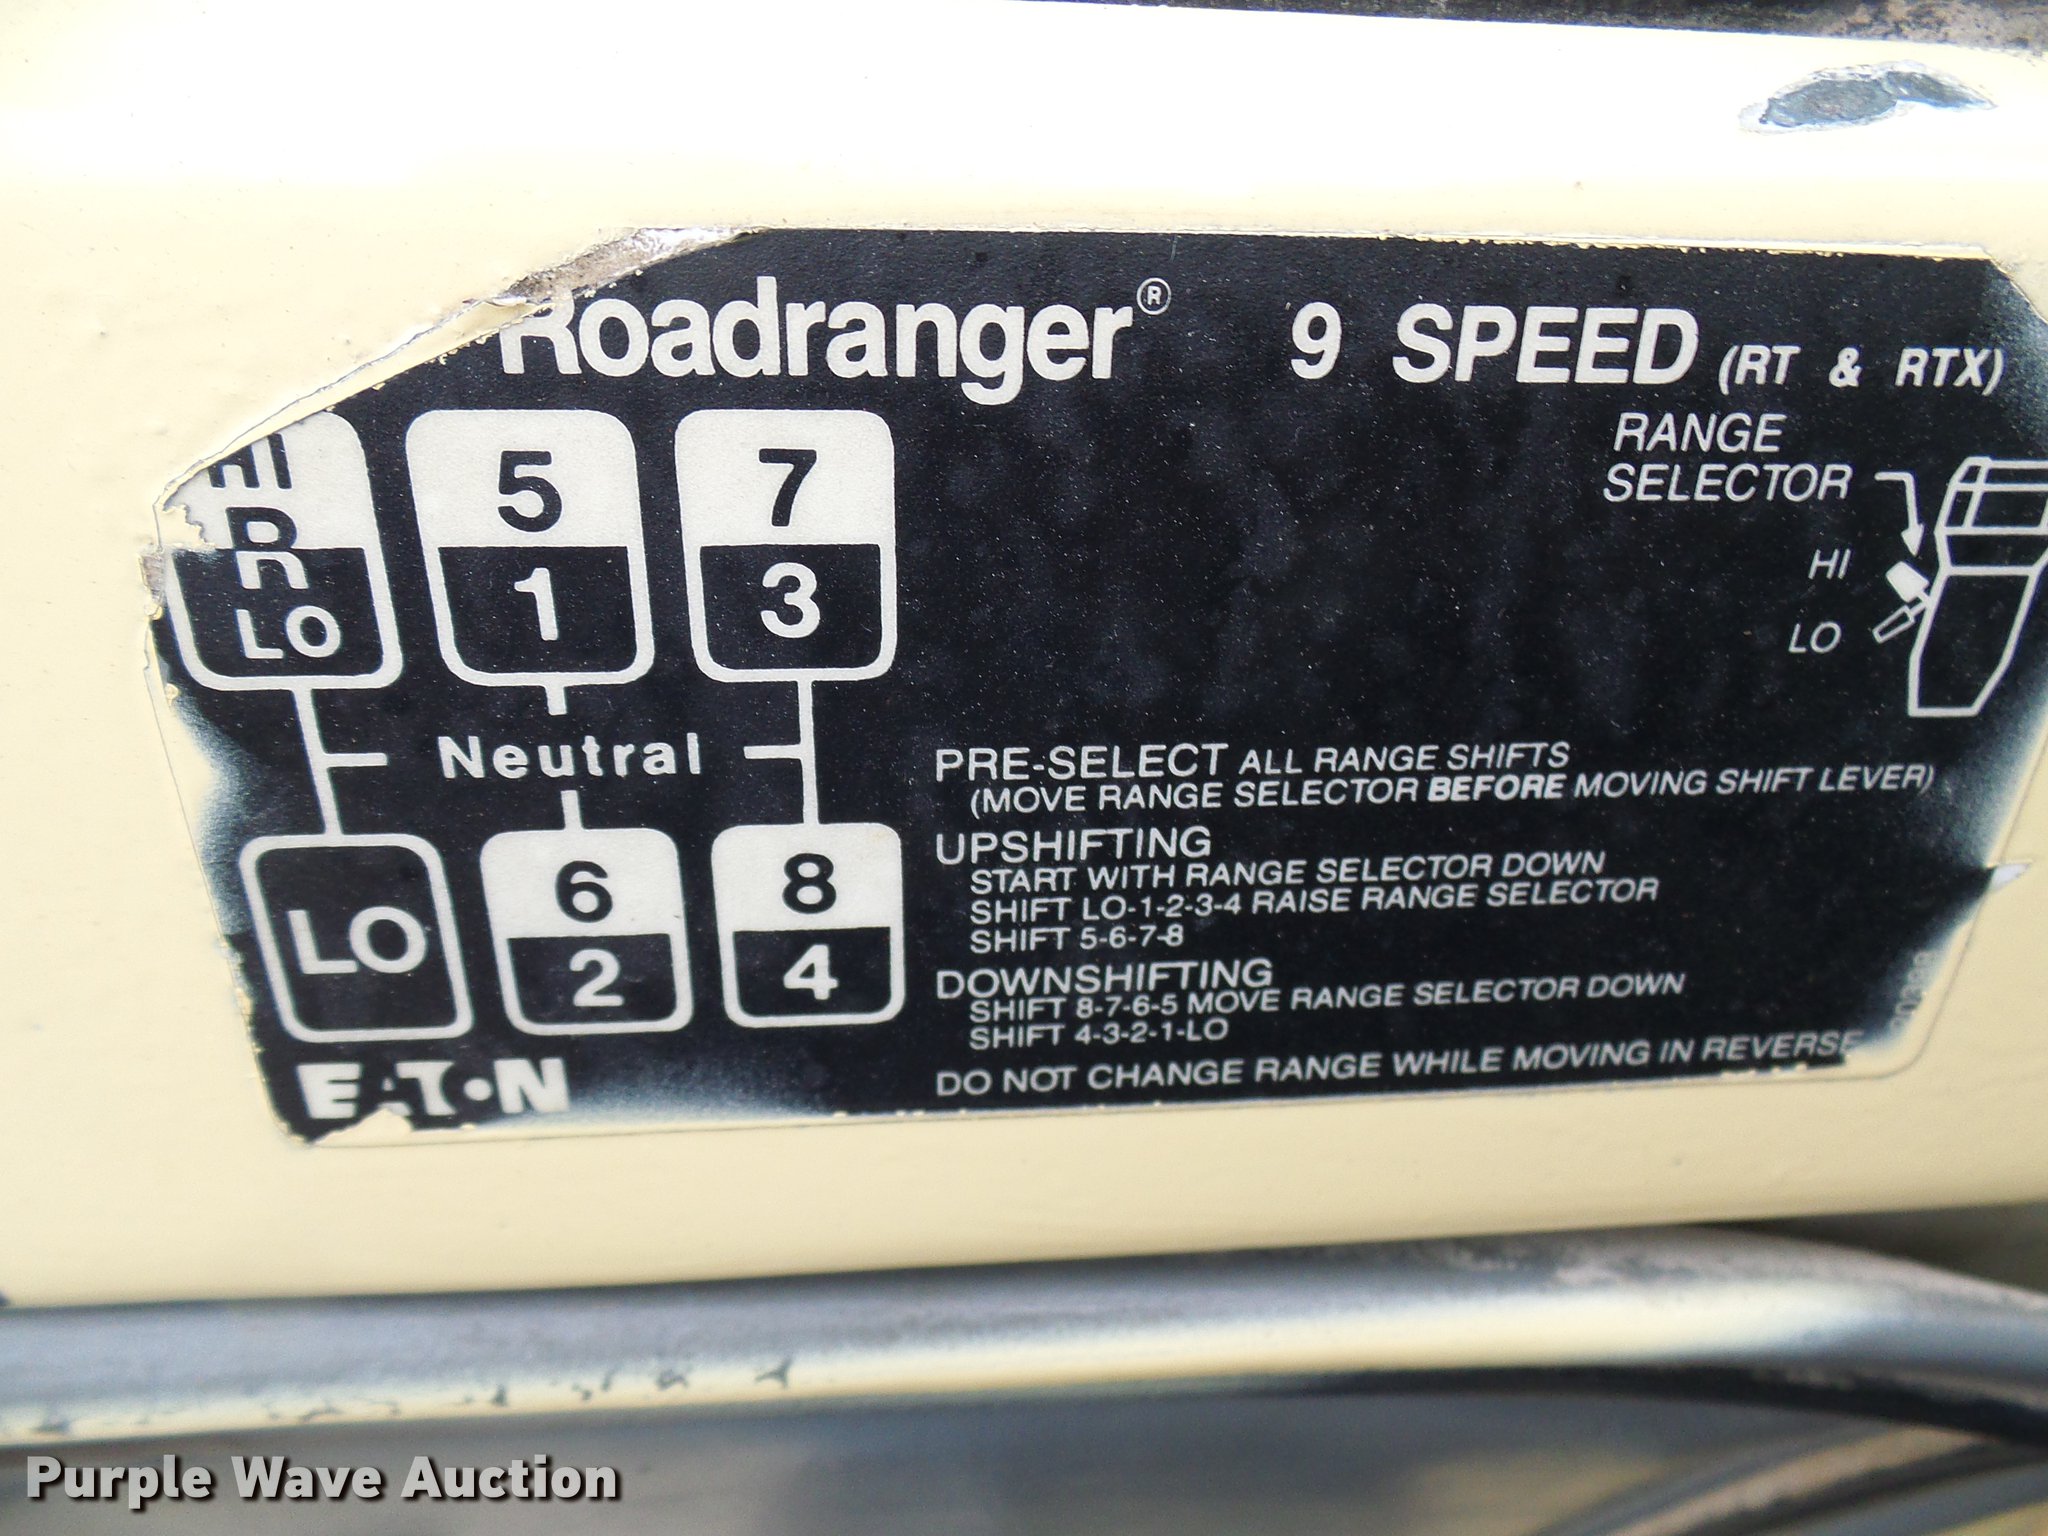 Roadranger® 9 SPEED (RT & RTX)
RANGE
SELECTOR
HI
LO
HI
R
LO
5
1
7
3
Neutral
LO
6
2
8
4
PRE-SELECT ALL RANGE SHIFTS
(MOVE RANGE SELECTOR BEFORE MOVING SHIFT LEVER)
UPSHIFTING
START WITH RANGE SELECTOR DOWN
SHIFT LO-1-2-3-4 RAISE RANGE SELECTOR
SHIFT 5-6-7-8
DOWNSHIFTING
SHIFT 8-7-6-5 MOVE RANGE SELECTOR DOWN
SHIFT 4-3-2-1-LO
DO NOT CHANGE RANGE WHILE MOVING IN REVERSE
EATON
Purple Wave Auction